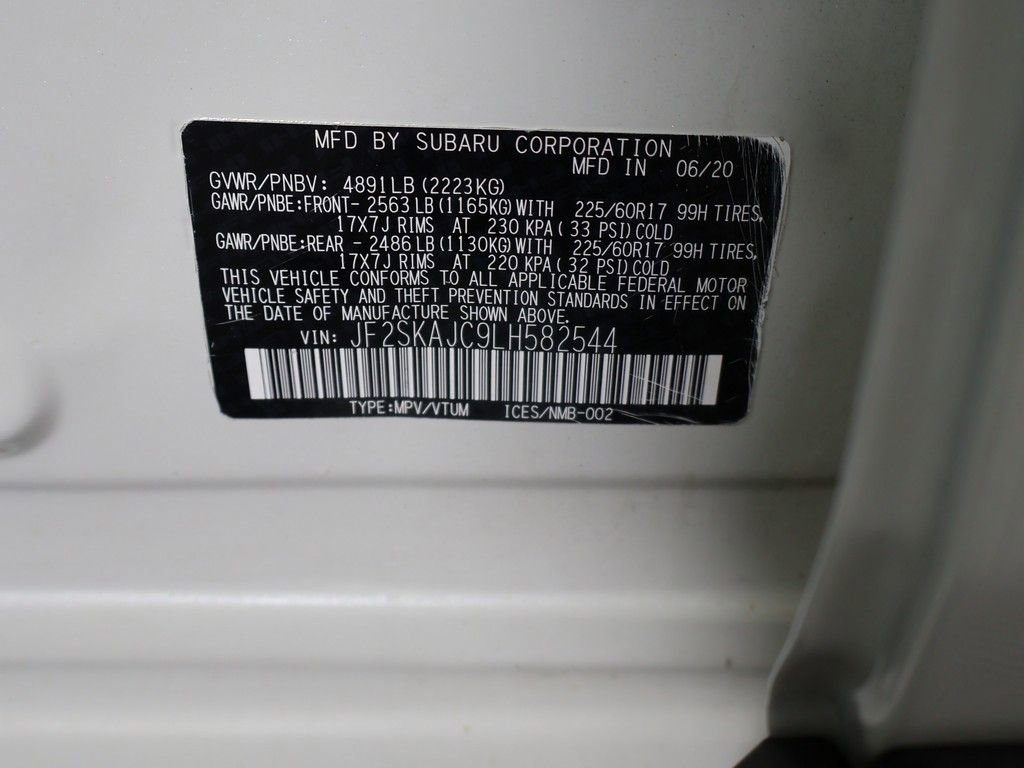 MFD BY SUBARU CORPORATION
MFD IN 06/20
GVWR/PNBV: 4891LB(2223KG)
GAWR/PNBE:FRONT- 2563LB(1165KG)WITH 225/60R17 99H TIRES,
17X7J RIMS AT 230 KPA( 33 PSI)COLD
GAWR/PNBE:REAR - 2486LB(1130KG)WITH 225/60R17 99H TIRES,
17X7J RIMS AT 220 KPA( 32 PSI)COLD
THIS VEHICLE CONFORMS TO ALL APPLICABLE FEDERAL MOTOR
VEHICLE SAFETY AND THEFT PREVENTION STANDARDS IN EFFECT ON
THE DATE OF MANUFACTURE SHOWN ABOVE.
VIN: JF2SKAJC9LH582544
TYPE:MPV/VTUM ICES/NMB-002